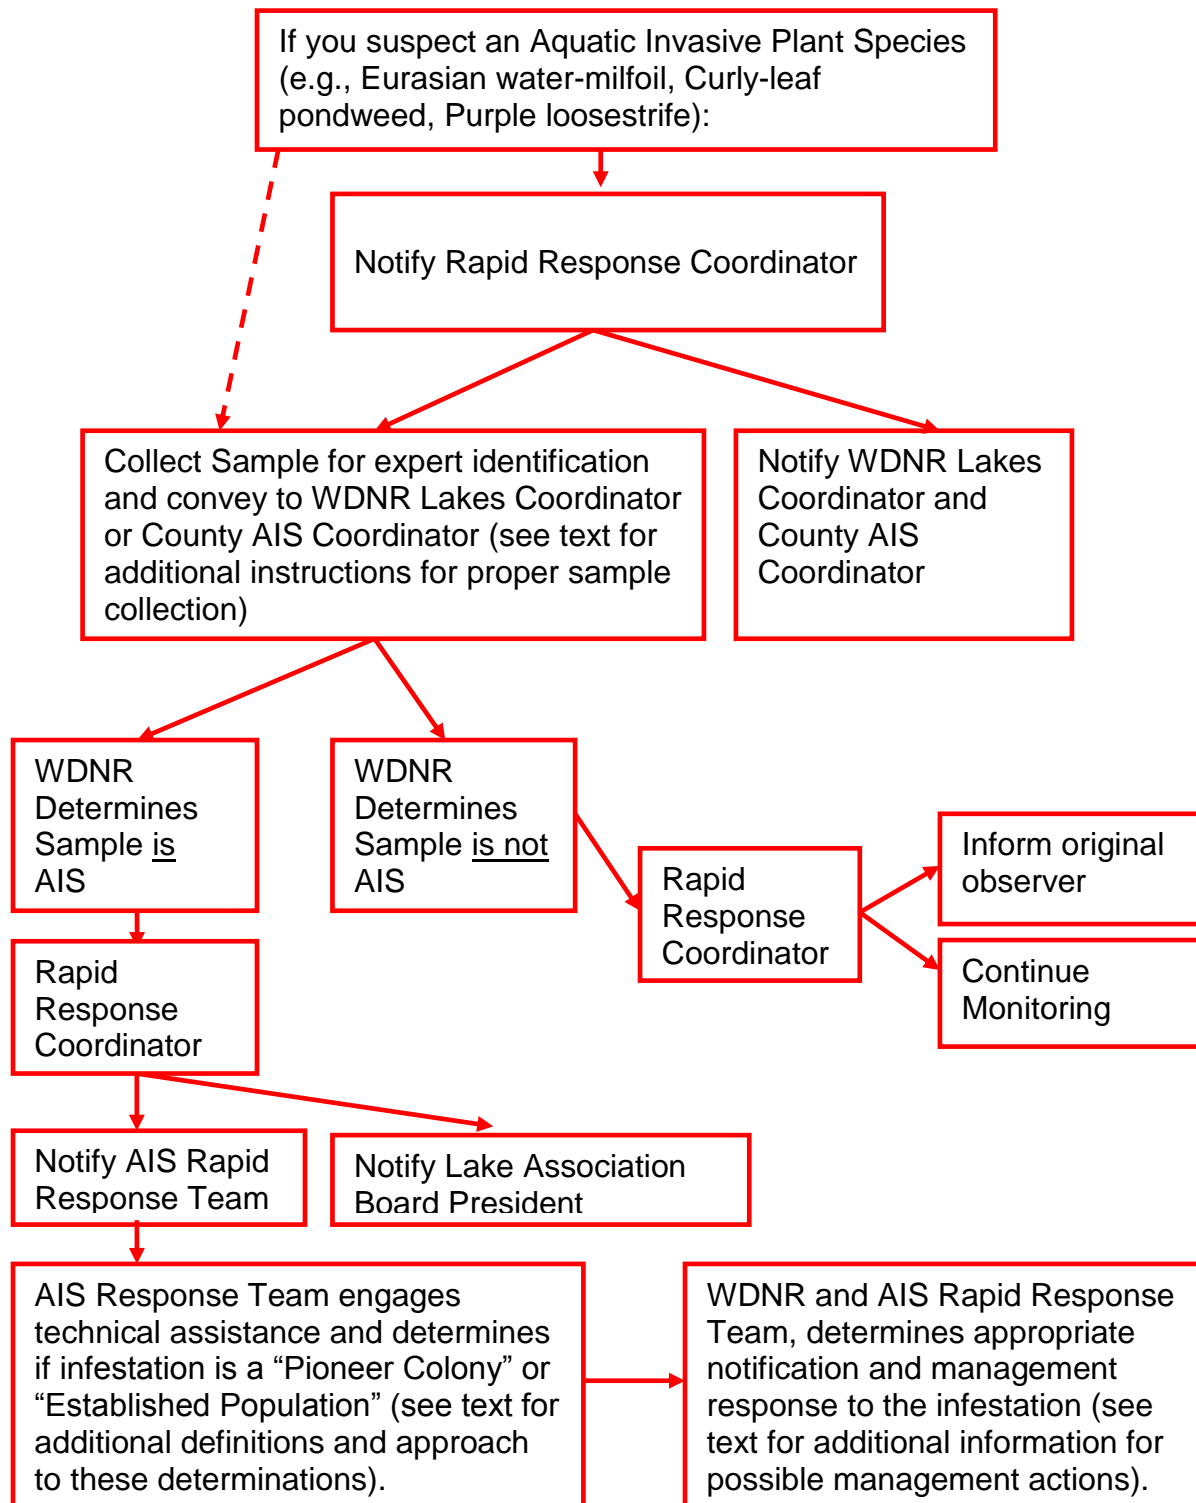 If you suspect an Aquatic Invasive Plant Species
(e.g., Eurasian water-milfoil, Curly-leaf
pondweed, Purple loosestrife):
Notify Rapid Response Coordinator
Collect Sample for expert identification
and convey to WDNR Lakes Coordinator
or County AIS Coordinator (see text for
additional instructions for proper sample
collection)
Notify WDNR Lakes
Coordinator and
County AIS
Coordinator
WDNR
Determines
Sample is
AIS
WDNR
Determines
Sample is not
AIS
Rapid
Response
Coordinator
Inform original
observer
Continue
Monitoring
Rapid
Response
Coordinator
Notify AIS Rapid
Response Team
Notify Lake Association
Board President
AIS Response Team engages
technical assistance and determines
if infestation is a “Pioneer Colony” or
“Established Population” (see text for
additional definitions and approach
to these determinations).
WDNR and AIS Rapid Response
Team, determines appropriate
notification and management
response to the infestation (see
text for additional information for
possible management actions).